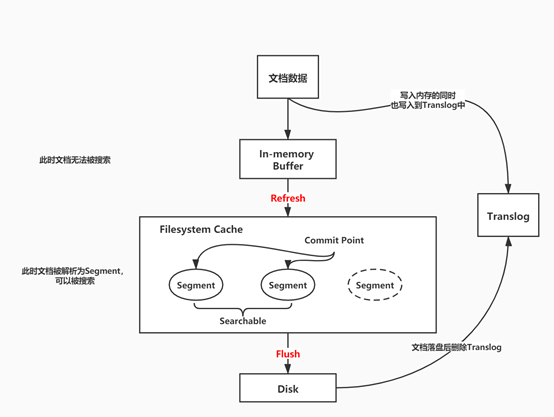 文档数据
写入内存的同时
也写入到Translog中
此时文档无法被搜索
In-memory
Buffer
Refresh
Translog
Filesystem Cache
Commit Point
此时文档被解析为Segment,
可以被搜索
Segment
Segment
Segment
Searchable
Flush
文档落盘后删除Translog
Disk